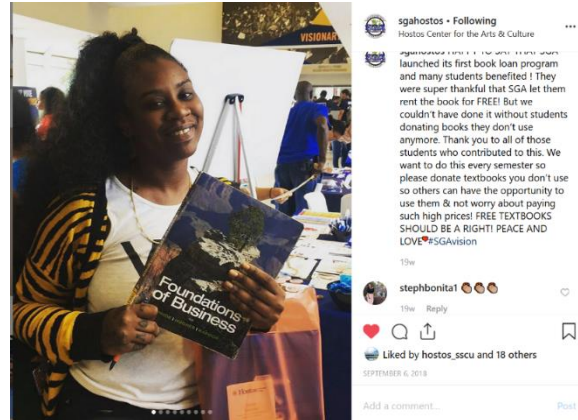 VISIONAR
Foundations
of Business
sgahostos • Following
Hostos Center for the Arts & Culture
sgahostos HAPPY TO SAY THAT SGA
launched its first book loan program
and many students benefited ! They
were super thankful that SGA let them
rent the book for FREE! But we
couldn't have done it without students
donating books they don't use
anymore. Thank you to all of those
students who contributed to this. We
want to do this every semester so
please donate textbooks you don't use
so others can have the opportunity to
use them & not worry about paying
such high prices! FREE TEXTBOOKS
SHOULD BE A RIGHT! PEACE AND
LOVE❣#SGAvision
19w
stephbonita1 👏🏽👏🏽👏🏽
19w Reply
Liked by hostos_sscu and 18 others
SEPTEMBER 6, 2018
Add a comment... Post